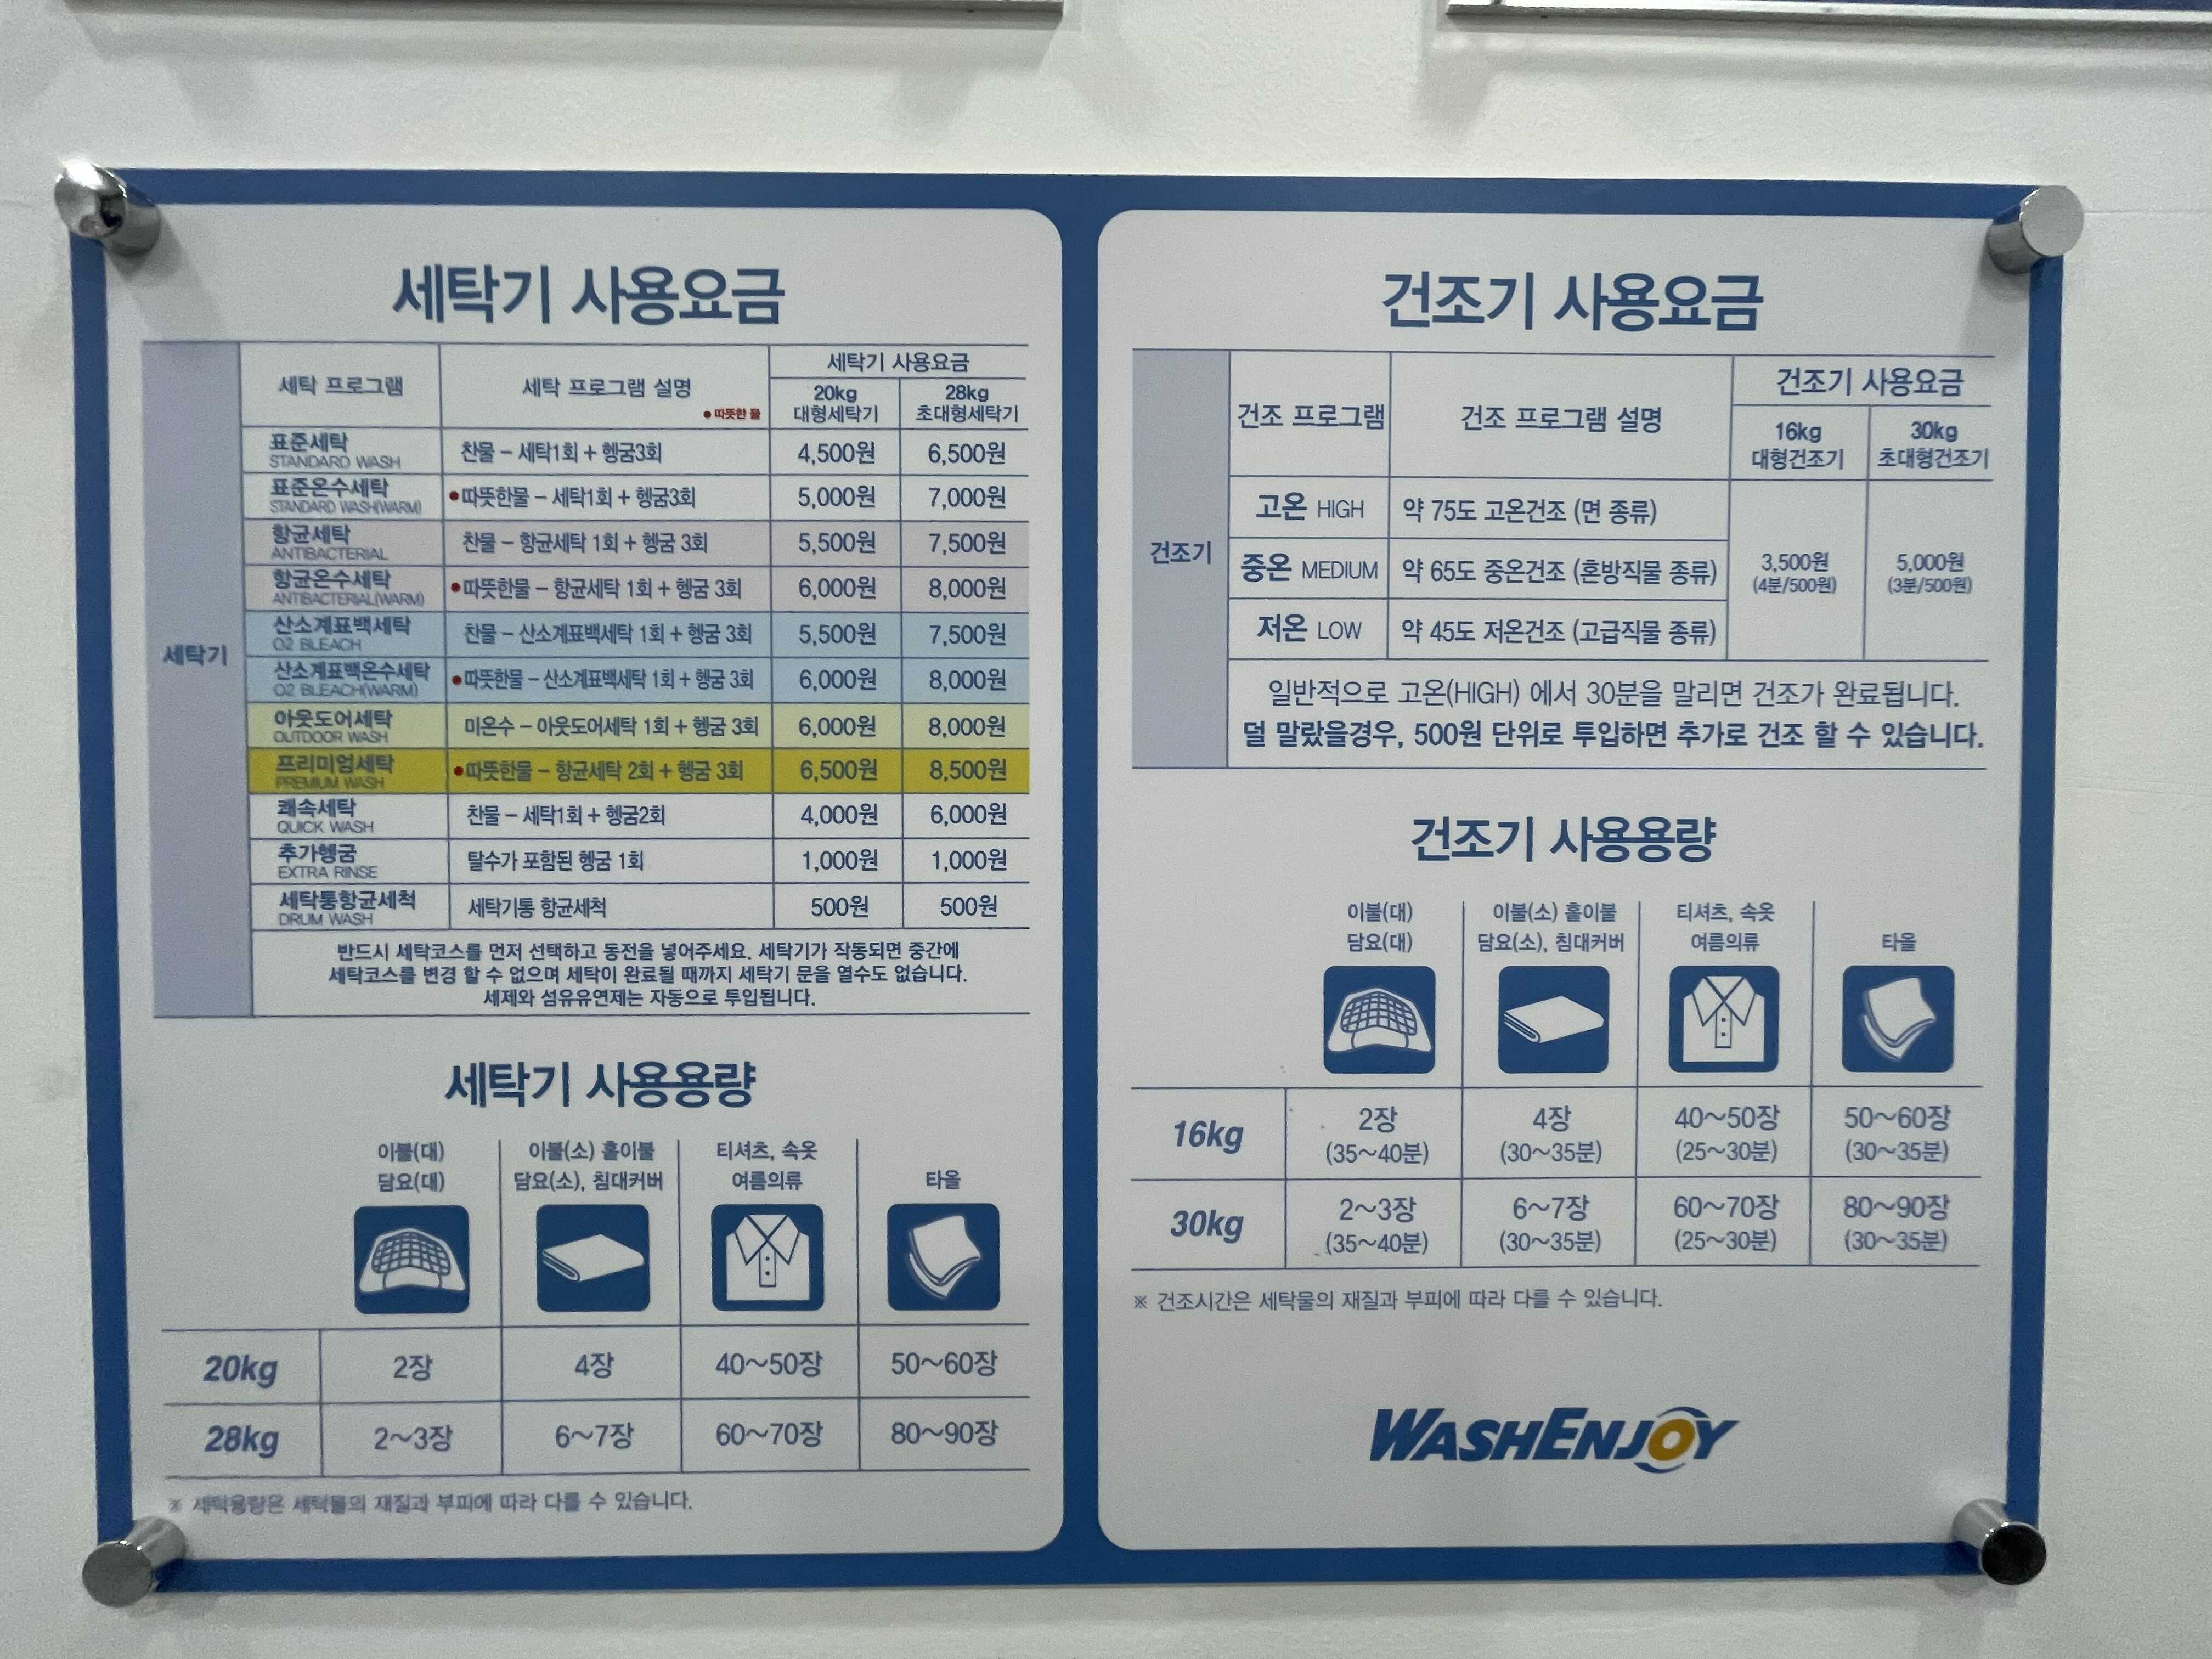 세탁기 사용요금
세탁기
세탁 프로그램
세탁 프로그램 설명
● 따뜻한 물
세탁기 사용요금
20kg
대형세탁기
28kg
초대형세탁기
표준세탁
STANDARD WASH
찬물 – 세탁1회 + 헹굼3회 4,500원 6,500원
표준온수세탁
STANDARD WASH(WARM)
●따뜻한물 – 세탁1회 + 헹굼3회 5,000원 7,000원
항균세탁
ANTIBACTERIAL
찬물 – 항균세탁 1회 + 헹굼 3회 5,500원 7,500원
항균온수세탁
ANTIBACTERIAL(WARM)
●따뜻한물 – 항균세탁 1회 + 헹굼 3회 6,000원 8,000원
산소계표백세탁
O2 BLEACH
찬물 – 산소계표백세탁 1회 + 헹굼 3회 5,500원 7,500원
산소계표백온수세탁
O2 BLEACH(WARM)
●따뜻한물 – 산소계표백세탁 1회 + 헹굼 3회 6,000원 8,000원
아웃도어세탁
OUTDOOR WASH
미온수 – 아웃도어세탁 1회 + 헹굼 3회 6,000원 8,000원
프리미엄세탁
PREMIUM WASH
●따뜻한물 – 항균세탁 2회 + 헹굼 3회 6,500원 8,500원
쾌속세탁
QUICK WASH
찬물 – 세탁1회 + 헹굼2회 4,000원 6,000원
추가헹굼
EXTRA RINSE
탈수가 포함된 헹굼 1회 1,000원 1,000원
세탁통항균세척
DRUM WASH
세탁기통 항균세척 500원 500원
반드시 세탁코스를 먼저 선택하고 동전을 넣어주세요. 세탁기가 작동되면 중간에
세탁코스를 변경 할 수 없으며 세탁이 완료될 때까지 세탁기 문을 열수도 없습니다.
세제와 섬유유연제는 자동으로 투입됩니다.
세탁기 사용용량
이불(대)
담요(대)
이불(소) 홑이불
담요(소), 침대커버
티셔츠, 속옷
여름의류
타올
20kg 2장 4장 40~50장 50~60장
28kg 2~3장 6~7장 60~70장 80~90장
※ 세탁용량은 세탁물의 재질과 부피에 따라 다를 수 있습니다.
건조기 사용요금
건조기
건조 프로그램
건조 프로그램 설명
건조기 사용요금
16kg
대형건조기
30kg
초대형건조기
고온 HIGH 약 75도 고온건조 (면 종류)
중온 MEDIUM 약 65도 중온건조 (혼방직물 종류)
저온 LOW 약 45도 저온건조 (고급직물 종류)
3,500원
(4분/500원)
5,000원
(3분/500원)
일반적으로 고온(HIGH) 에서 30분을 말리면 건조가 완료됩니다.
덜 말랐을경우, 500원 단위로 투입하면 추가로 건조 할 수 있습니다.
건조기 사용용량
이불(대)
담요(대)
이불(소) 홑이불
담요(소), 침대커버
티셔츠, 속옷
여름의류
타올
16kg 2장 4장 40~50장 50~60장
(35~40분) (30~35분) (25~30분) (30~35분)
30kg 2~3장 6~7장 60~70장 80~90장
(35~40분) (30~35분) (25~30분) (30~35분)
※ 건조시간은 세탁물의 재질과 부피에 따라 다를 수 있습니다.
WASHENJOY